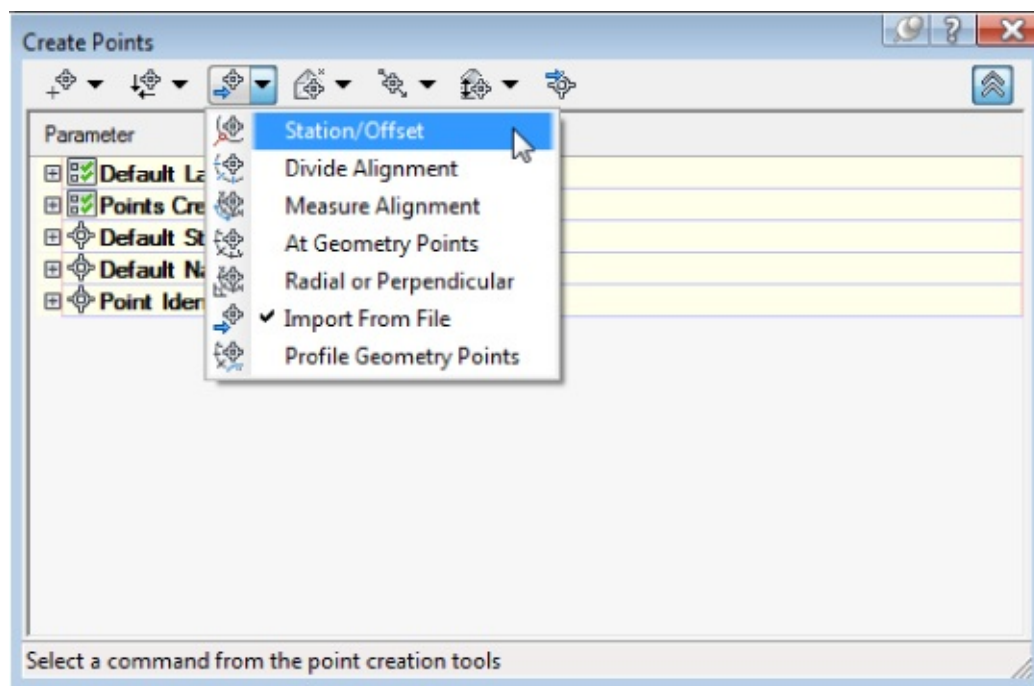 Create Points
Parameter
Station/Offset
Default La
Divide Alignment
Points Cre
Measure Alignment
Default St
At Geometry Points
Default Na
Radial or Perpendicular
Point Iden
Import From File
Profile Geometry Points
Select a command from the point creation tools